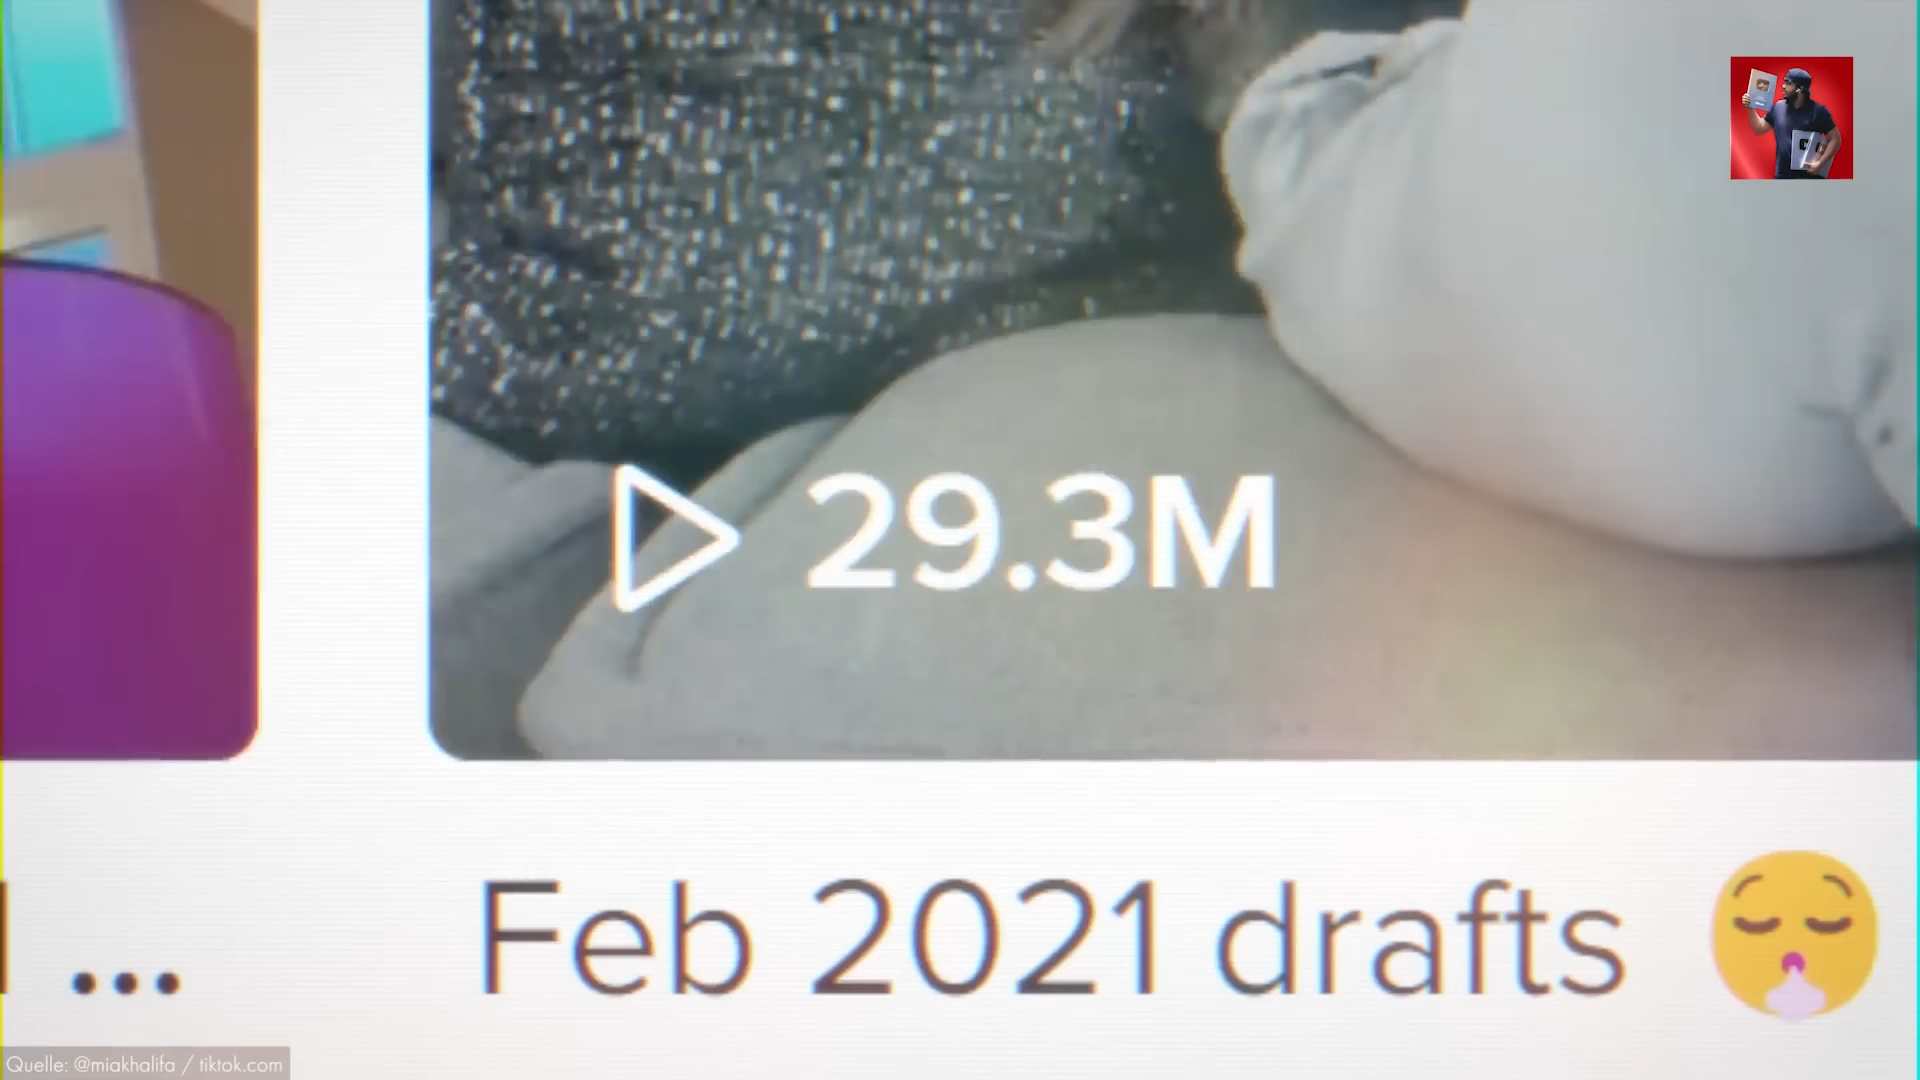 29.3M
...
Feb 2021 drafts 😮‍💨
Quelle: @miakhalifa / tiktok.com